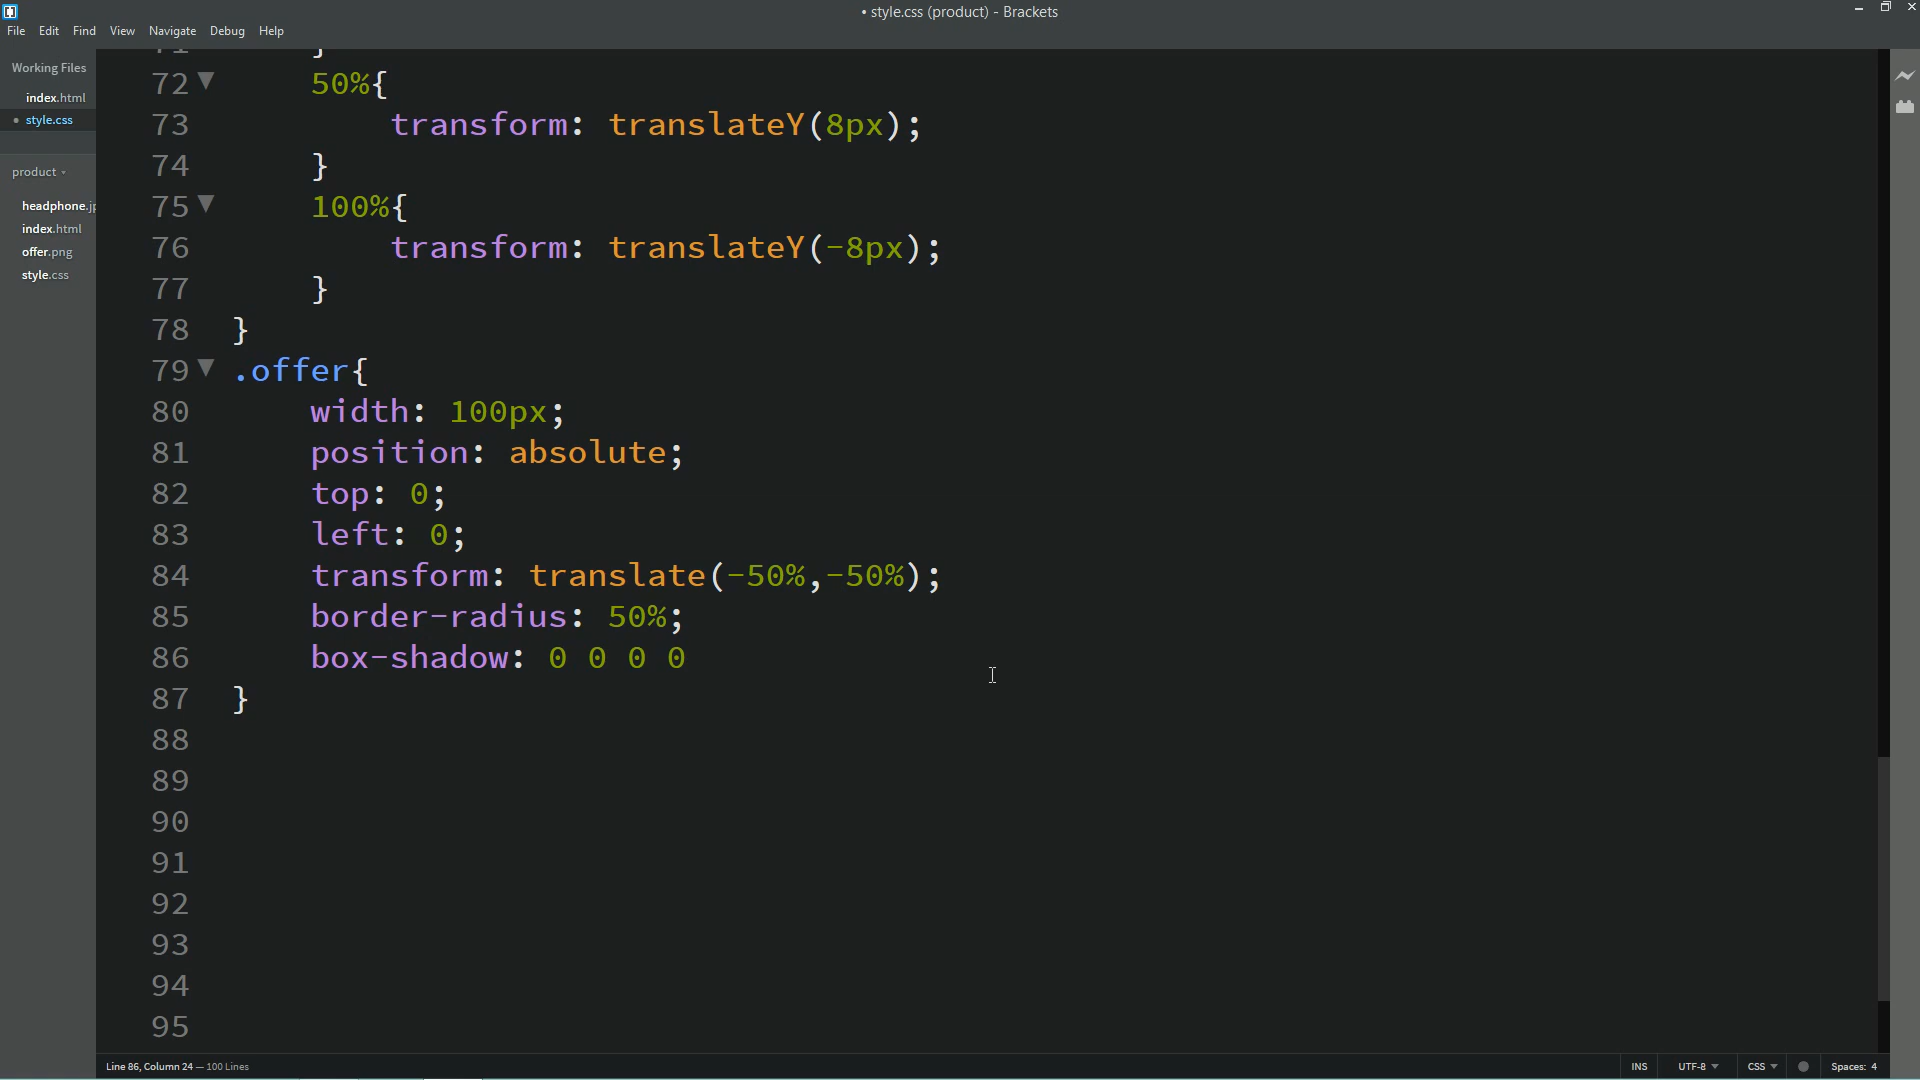 • style.css (product) - Brackets
File Edit Find View Navigate Debug Help
Working Files
index.html
• style.css
product
headphone.jp
index.html
offer.png
style.css
71 }
72 50%{
73 transform: translateY(8px);
74 }
75 100%{
76 transform: translateY(-8px);
77 }
78 }
79 .offer{
80 width: 100px;
81 position: absolute;
82 top: 0;
83 left: 0;
84 transform: translate(-50%,-50%);
85 border-radius: 50%;
86 box-shadow: 0 0 0 0
87 }
88
89
90
91
92
93
94
95
Line 86, Column 24 — 100 Lines INS UTF-8 CSS Spaces: 4